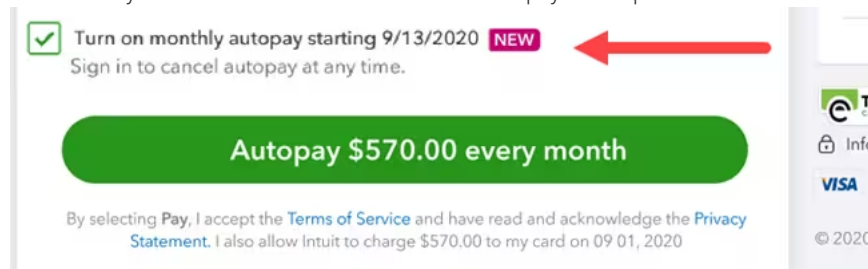 Turn on monthly autopay starting 9/13/2020 NEW
Sign in to cancel autopay at any time.
Autopay $570.00 every month
By selecting Pay, I accept the Terms of Service and have read and acknowledge the Privacy
Statement. I also allow Intuit to charge $570.00 to my card on 09 01, 2020
VISA
© 2020